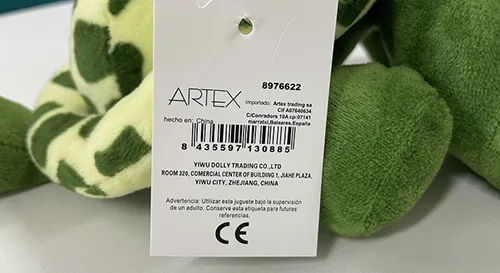 8976622
ARTEX
importado: Artex trading sa
Cif A07640634
C/Conradors 10A cp:07141
marratxi,Baleares,España
hecho en: China
8 435597 130885
YIWU DOLLY TRADING CO.,LTD
ROOM 320, COMERCIAL CENTER OF BUILDING 1, JIAHE PLAZA,
YIWU CITY, ZHEJIANG, CHINA
Advertencia: Utilizar este juguete bajo la supervición
de un adulto. Conserve esta etiqueta para futuras
referencias.
CE